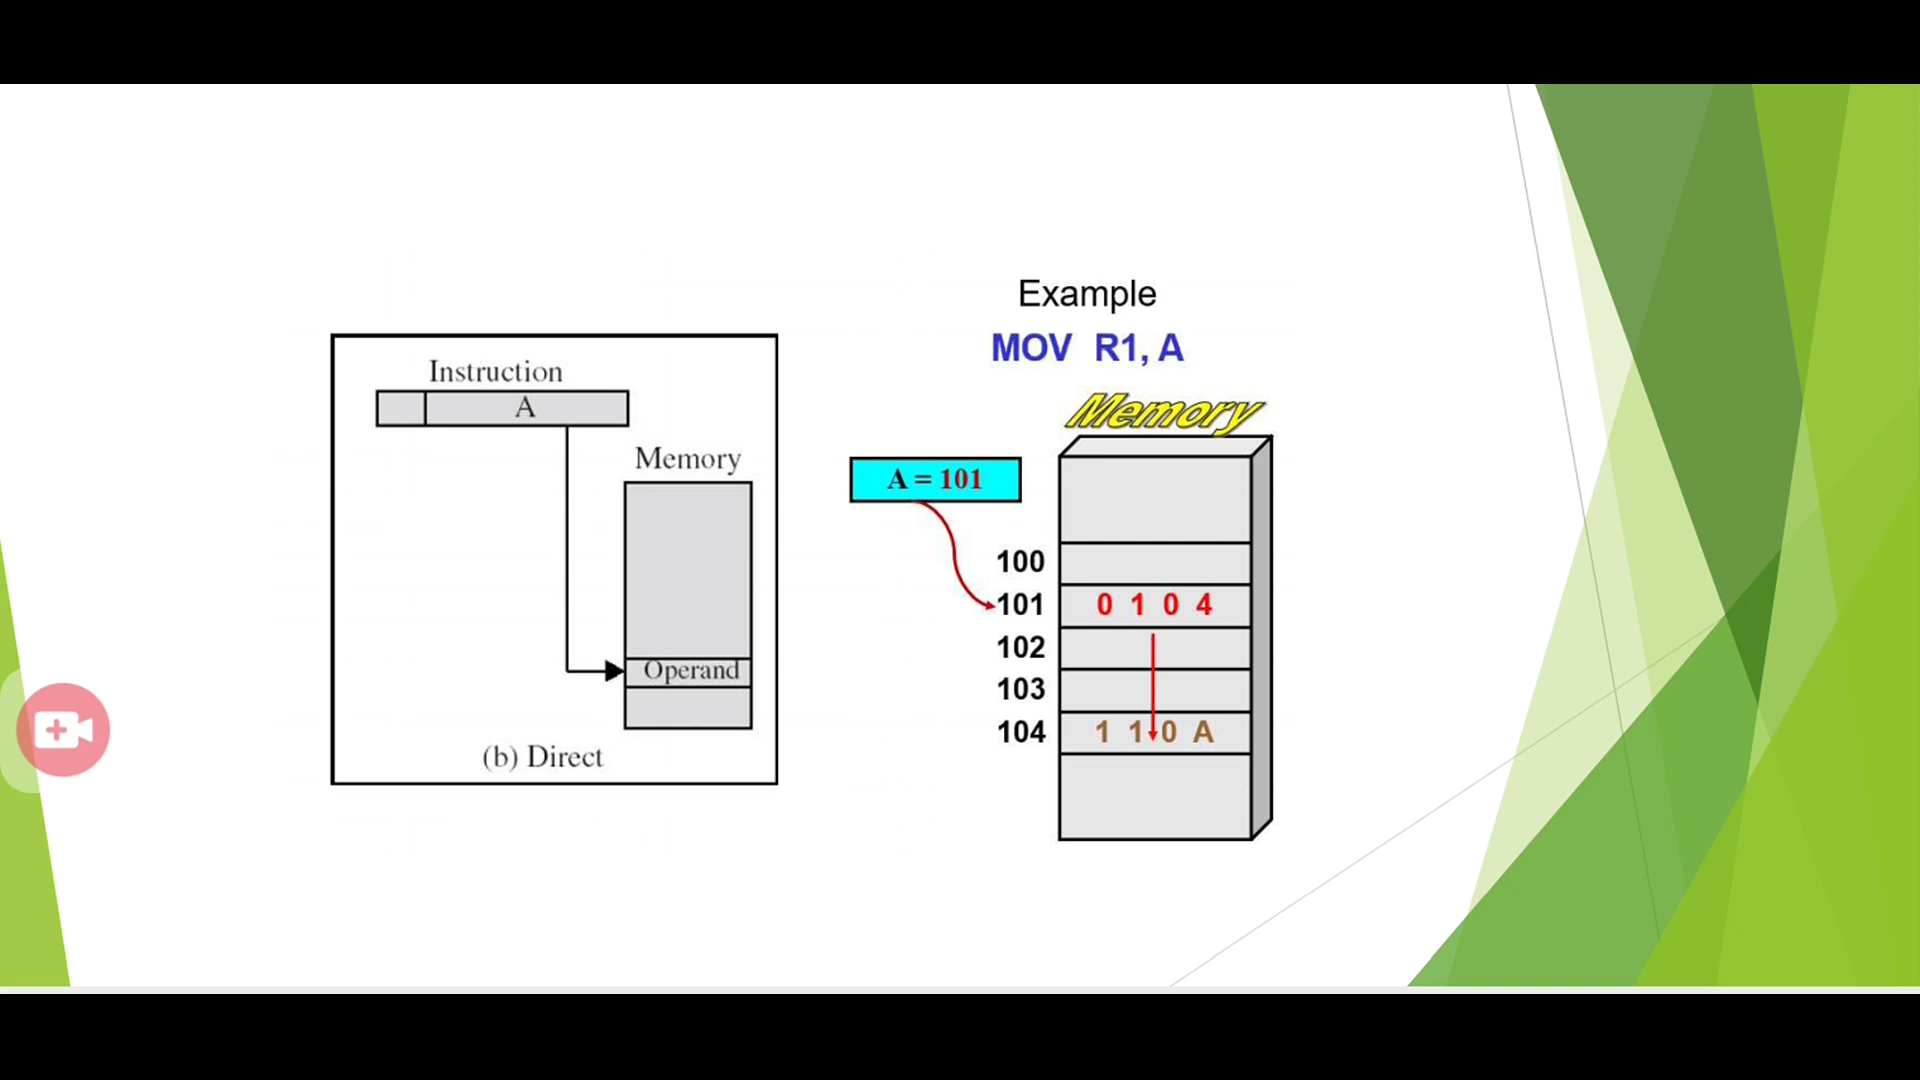 Instruction
A
Memory
Operand
(b) Direct
Example
MOV R1, A
Memory
A = 101
100
101 0 1 0 4
102
103
104 1 1 0 A